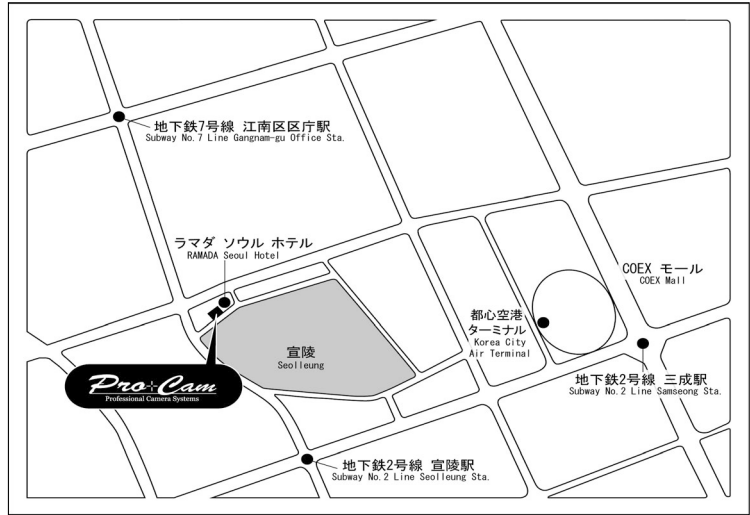 地下鉄7号線 江南区区庁駅
Subway No.7 Line Gangnam-gu Office Sta.
ラマダ ソウル ホテル
RAMADA Seoul Hotel
COEX モール
COEX Mall
都心空港
ターミナル
Korea City
Air Terminal
宣陵
Seolleung
地下鉄2号線 三成駅
Subway No.2 Line Samseong Sta.
Pro Cam
Professional Camera Systems
地下鉄2号線 宣陵駅
Subway No.2 Line Seolleung Sta.